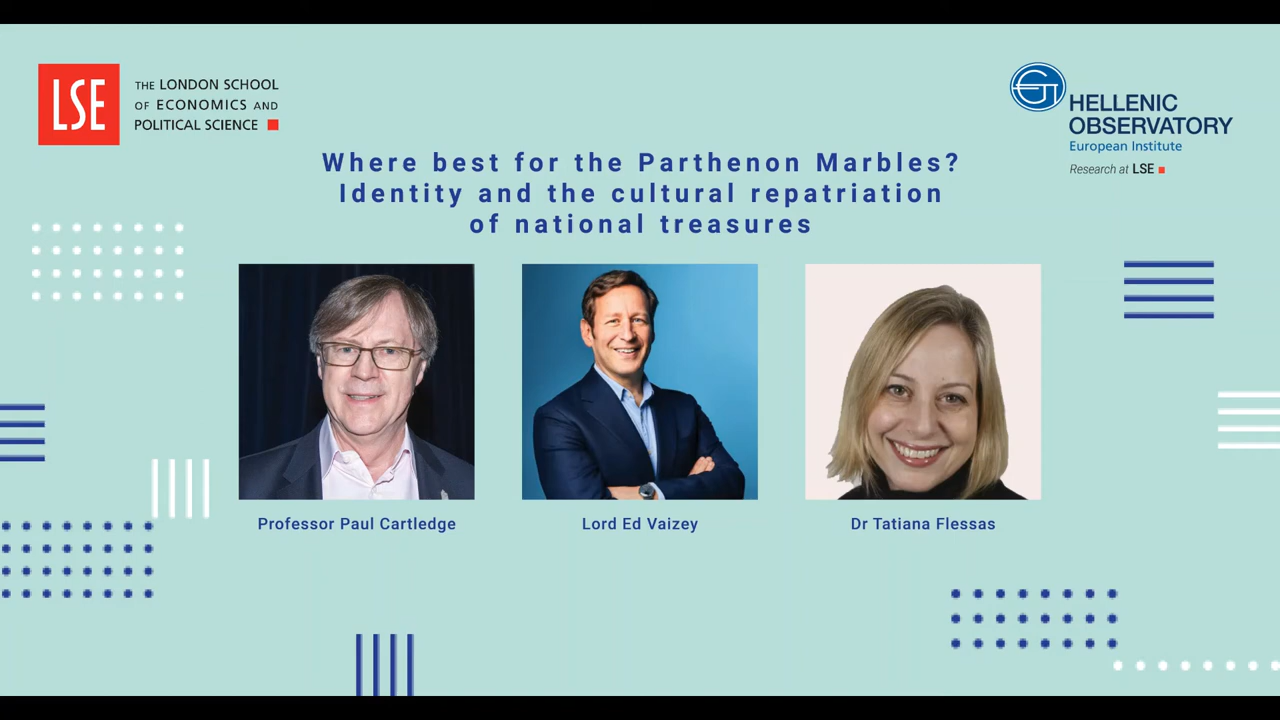 LSE
THE LONDON SCHOOL
OF ECONOMICS AND
POLITICAL SCIENCE
HELLENIC
OBSERVATORY
European Institute
Research at LSE
Where best for the Parthenon Marbles?
Identity and the cultural repatriation
of national treasures
Professor Paul Cartledge
Lord Ed Vaizey
Dr Tatiana Flessas